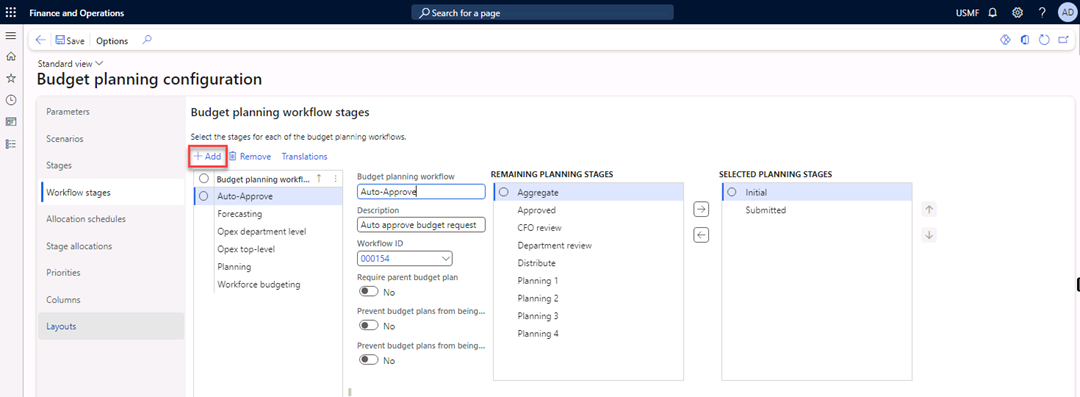 Finance and Operations
Search for a page
USMF
AD
Save
Options
Standard view
Budget planning configuration
Parameters
Scenarios
Stages
Workflow stages
Allocation schedules
Stage allocations
Priorities
Columns
Layouts
Budget planning workflow stages
Select the stages for each of the budget planning workflows.
Add
Remove
Translations
Budget planning workfl...
Auto-Approve
Forecasting
Opex department level
Opex top-level
Planning
Workforce budgeting
Budget planning workflow
Auto-Approve
Description
Auto approve budget request
Workflow ID
000154
Require parent budget plan
No
Prevent budget plans from being...
No
Prevent budget plans from being...
No
REMAINING PLANNING STAGES
Aggregate
Approved
CFO review
Department review
Distribute
Planning 1
Planning 2
Planning 3
Planning 4
SELECTED PLANNING STAGES
Initial
Submitted